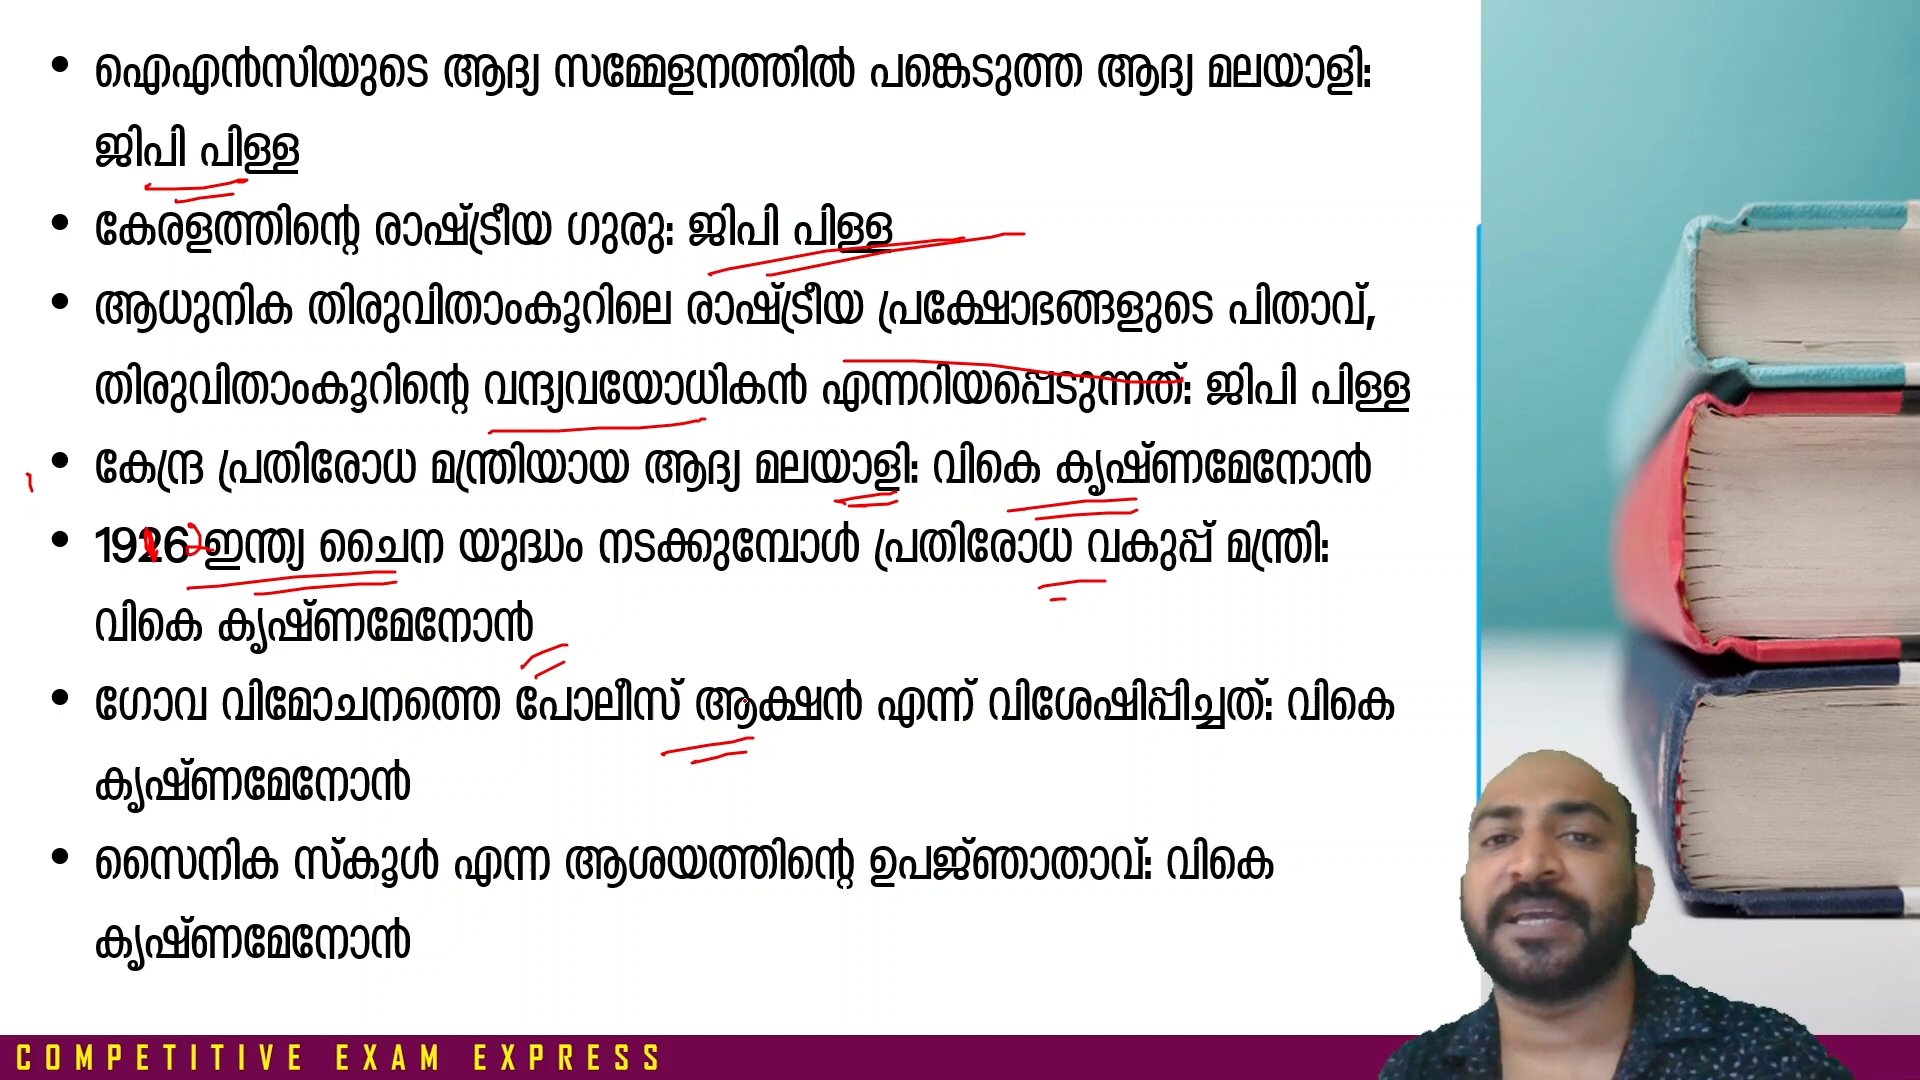 • ഐഎൻസിയുടെ ആദ്യ സമ്മേളനത്തിൽ പങ്കെടുത്ത ആദ്യ മലയാളി:
ജിപി പിള്ള
• കേരളത്തിന്റെ രാഷ്ട്രീയ ഗുരു: ജിപി പിള്ള
• ആധുനിക തിരുവിതാംകൂറിലെ രാഷ്ട്രീയ പ്രക്ഷോഭങ്ങളുടെ പിതാവ്,
തിരുവിതാംകൂറിന്റെ വന്ദ്യവയോധികൻ എന്നറിയപ്പെടുന്നത്: ജിപി പിള്ള
• കേന്ദ്ര പ്രതിരോധ മന്ത്രിയായ ആദ്യ മലയാളി: വികെ കൃഷ്ണമേനോൻ
• 1926 2 ഇന്ത്യ ചൈന യുദ്ധം നടക്കുമ്പോൾ പ്രതിരോധ വകുപ്പ് മന്ത്രി:
വികെ കൃഷ്ണമേനോൻ
• ഗോവ വിമോചനത്തെ പോലീസ് ആക്ഷൻ എന്ന് വിശേഷിപ്പിച്ചത്: വികെ
കൃഷ്ണമേനോൻ
• സൈനിക സ്കൂൾ എന്ന ആശയത്തിന്റെ ഉപജ്ഞാതാവ്: വികെ
കൃഷ്ണമേനോൻ
COMPETITIVE EXAM EXPRESS